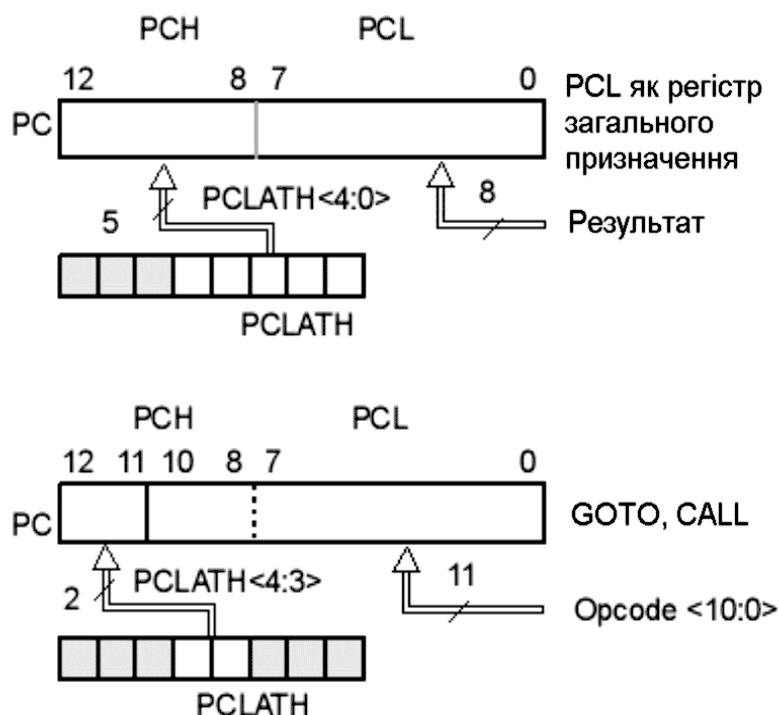 PCH PCL
12 8 7 0
PC
PCL як регістр
загального
призначення
5 PCLATH<4:0> 8
Результат
PCLATH
PCH PCL
12 11 10 8 7 0
PC
GOTO, CALL
2 PCLATH<4:3> 11
Opcode <10:0>
PCLATH